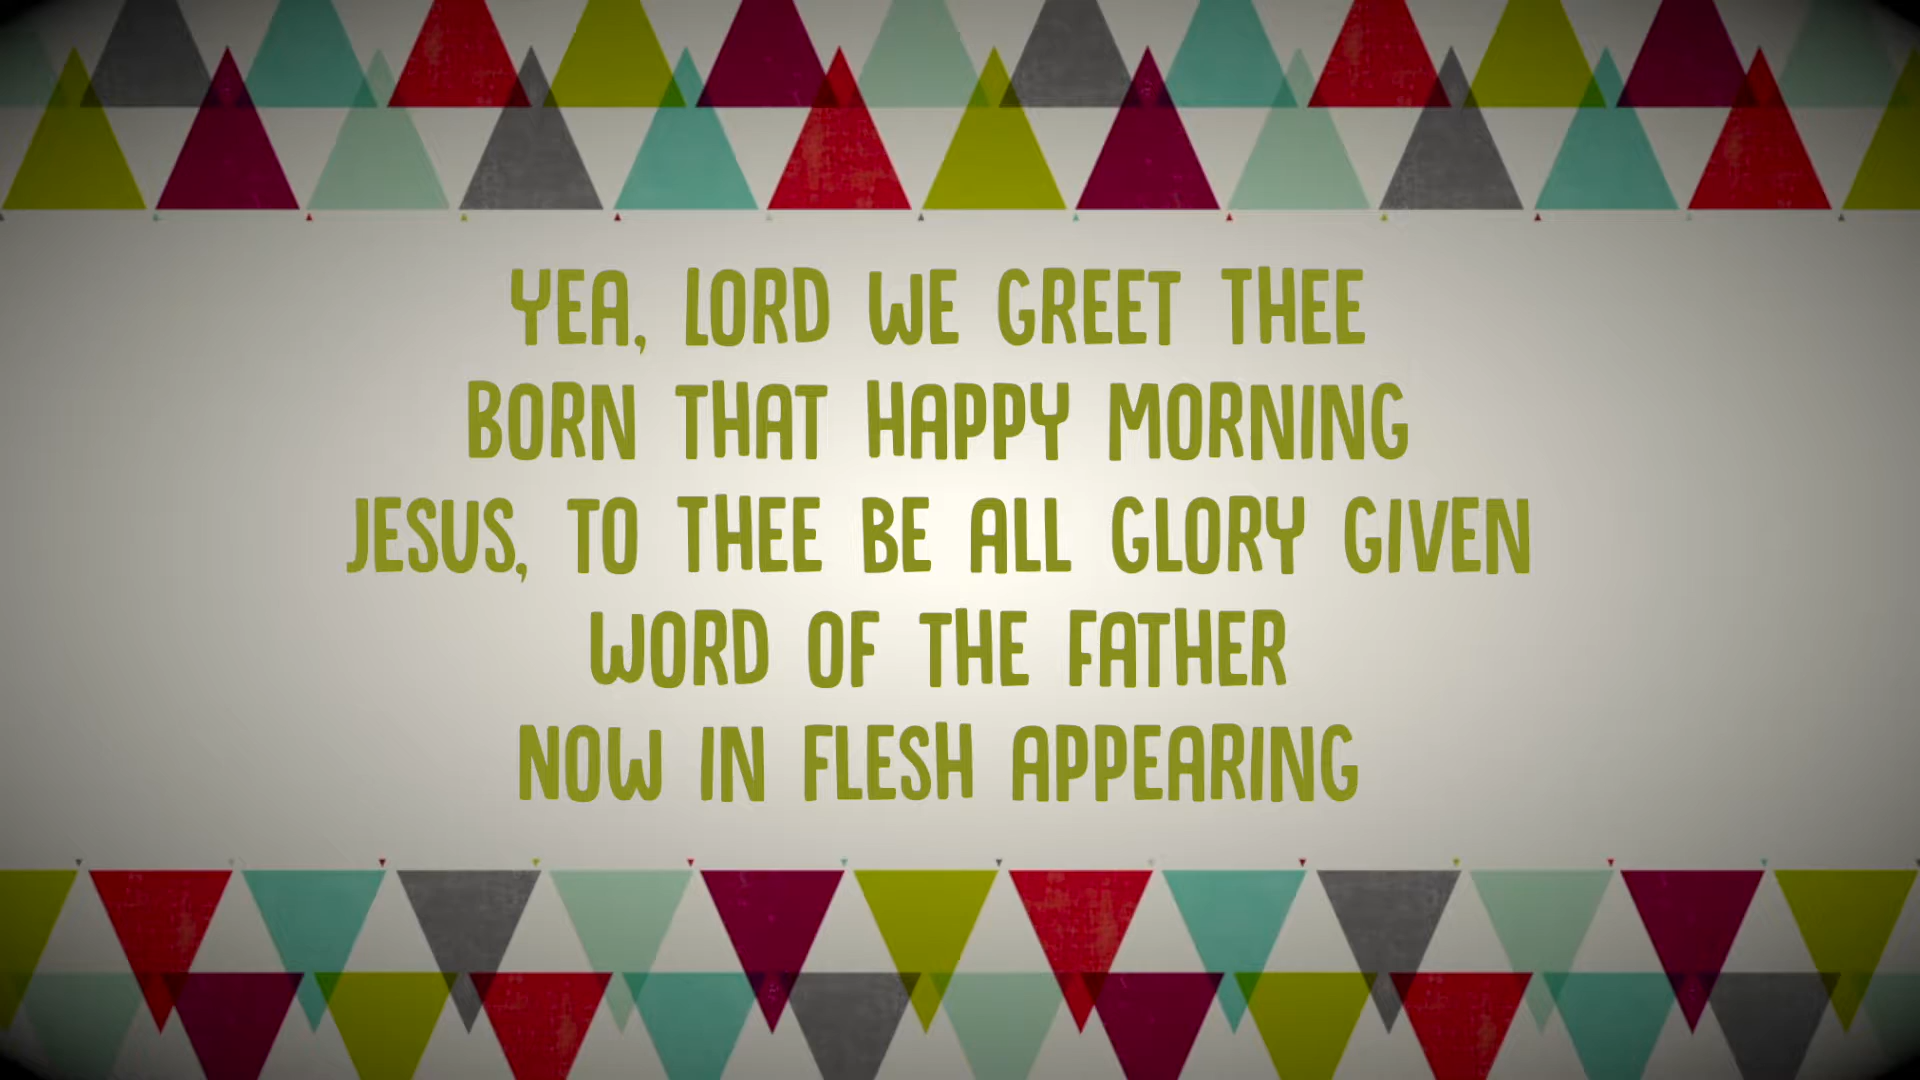 YEA, LORD WE GREET THEE
BORN THAT HAPPY MORNING
JESUS, TO THEE BE ALL GLORY GIVEN
WORD OF THE FATHER
NOW IN FLESH APPEARING